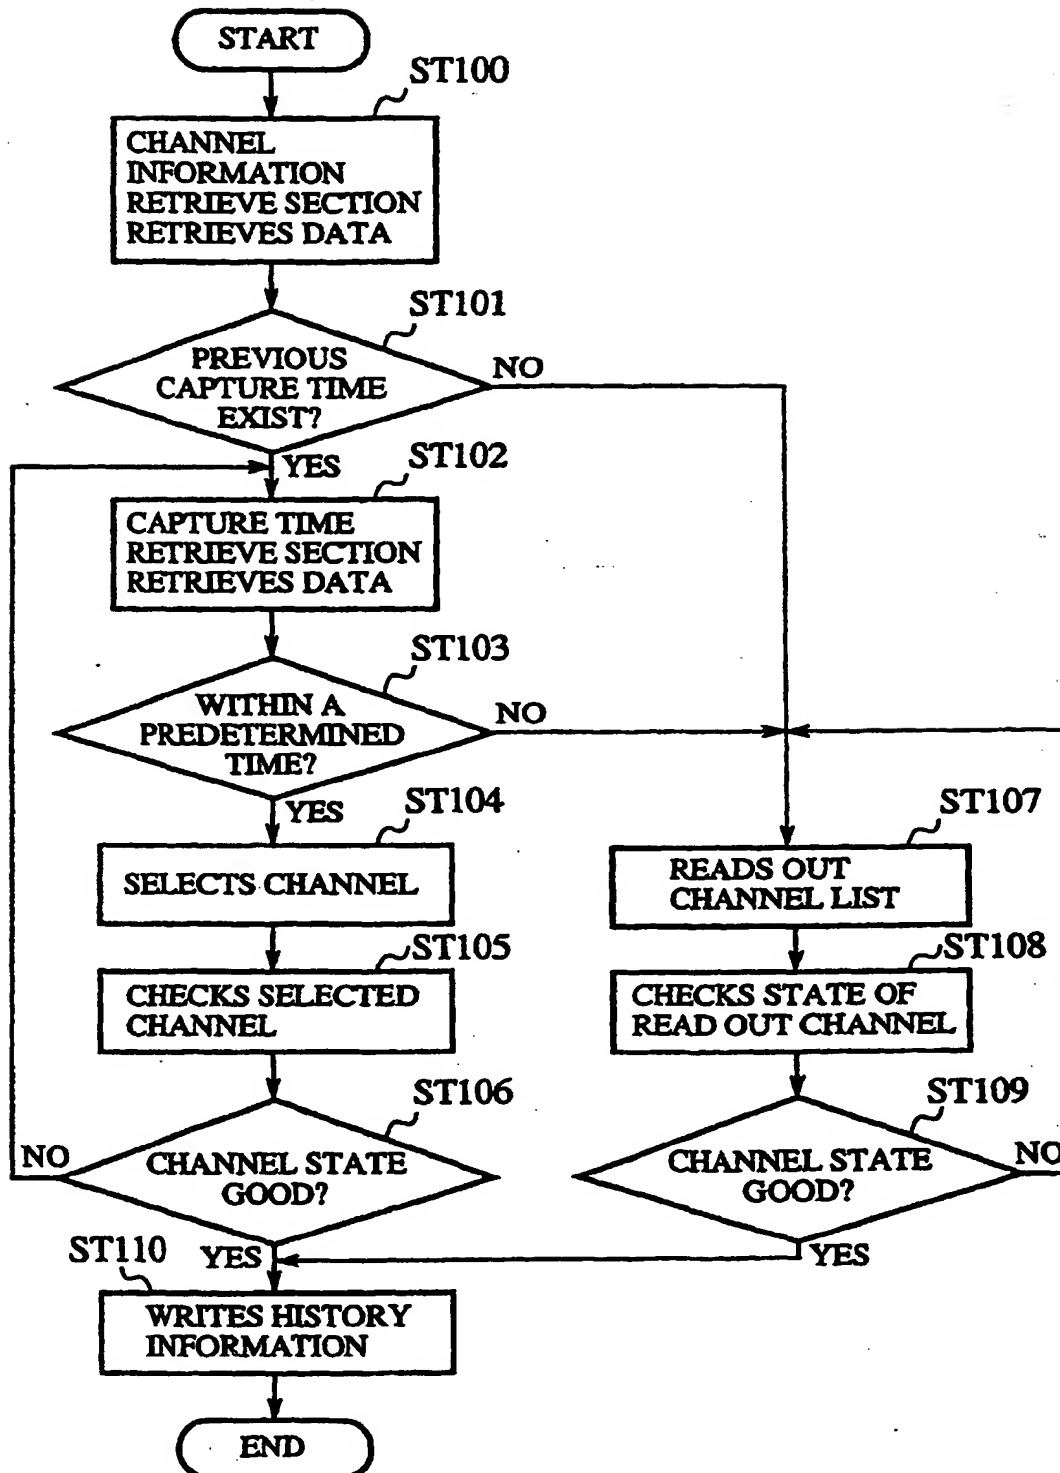 START
ST100
CHANNEL
INFORMATION
RETRIEVE SECTION
RETRIEVES DATA
ST101
PREVIOUS
CAPTURE TIME
EXIST?
NO
YES
ST102
CAPTURE TIME
RETRIEVE SECTION
RETRIEVES DATA
ST103
WITHIN A
PREDETERMINED
TIME?
NO
YES
ST104
SELECTS CHANNEL
ST105
CHECKS SELECTED
CHANNEL
ST106
CHANNEL STATE
GOOD?
NO
YES
ST107
READS OUT
CHANNEL LIST
ST108
CHECKS STATE OF
READ OUT CHANNEL
ST109
CHANNEL STATE
GOOD?
NO
YES
ST110
WRITES HISTORY
INFORMATION
END